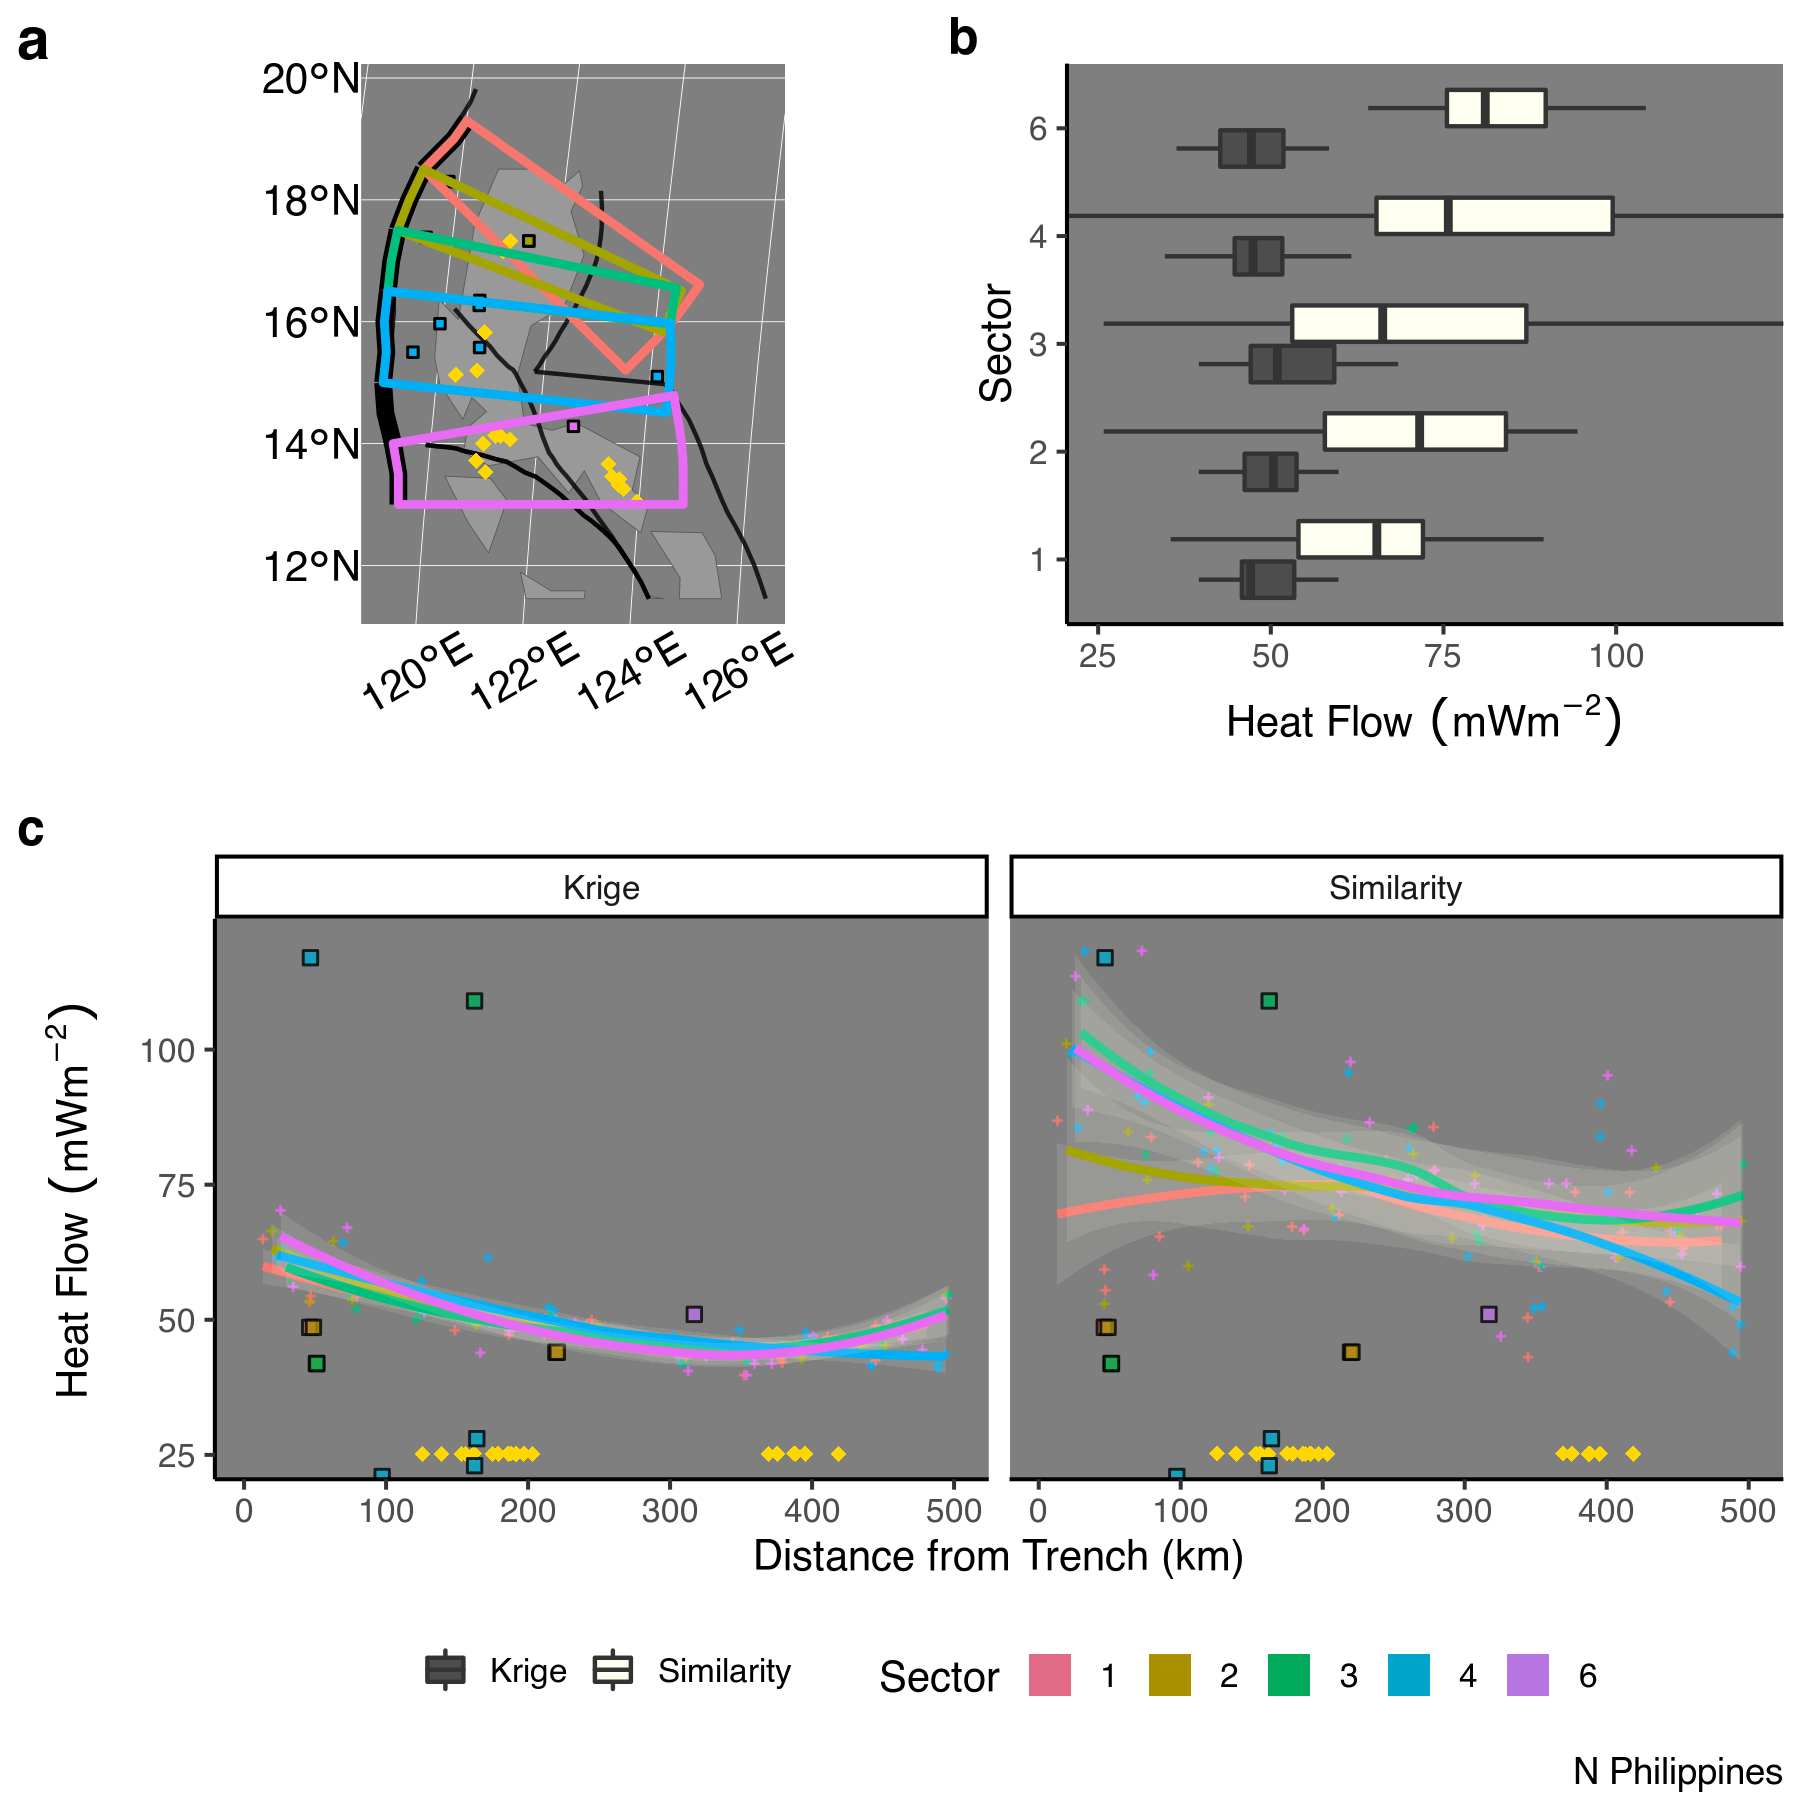 a
20°N
18°N
16°N
14°N
12°N
120°E 122°E 124°E 126°E
b
Sector
6
4
3
2
1
25 50 75 100
Heat Flow (mWm−2)
c
Krige Similarity
Heat Flow (mWm−2)
100
75
50
25
0 100 200 300 400 500 0 100 200 300 400 500
Distance from Trench (km)
Krige Similarity Sector 1 2 3 4 6
N Philippines